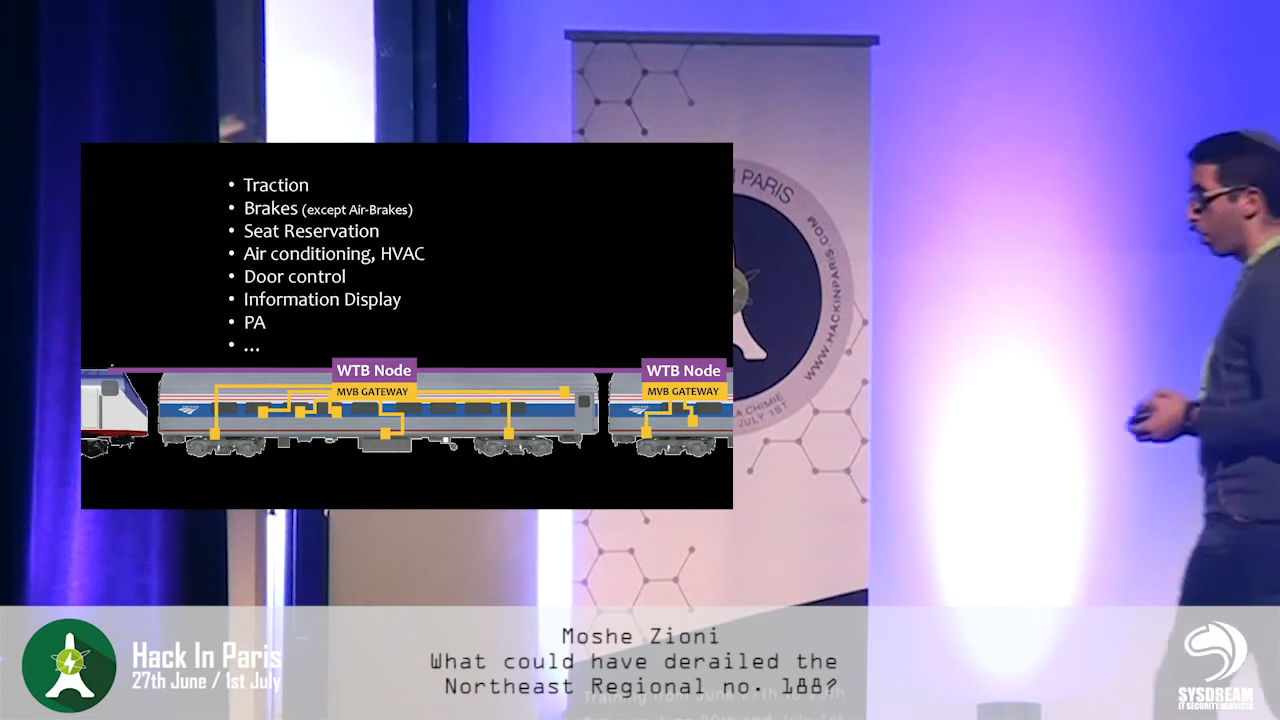 • Traction
• Brakes (except Air-Brakes)
• Seat Reservation
• Air conditioning, HVAC
• Door control
• Information Display
• PA
• ...
WTB Node
MVB GATEWAY
WTB Node
MVB GATEWAY
PARIS
WWW.HACKINPARIS.COM
LA CHIMIE
JULY 1ST
Hack In Paris
27th June / 1st July
Moshe Zioni
What could have derailed the
Northeast Regional no. 188?
SYSDREAM
IT SECURITY SERVICES